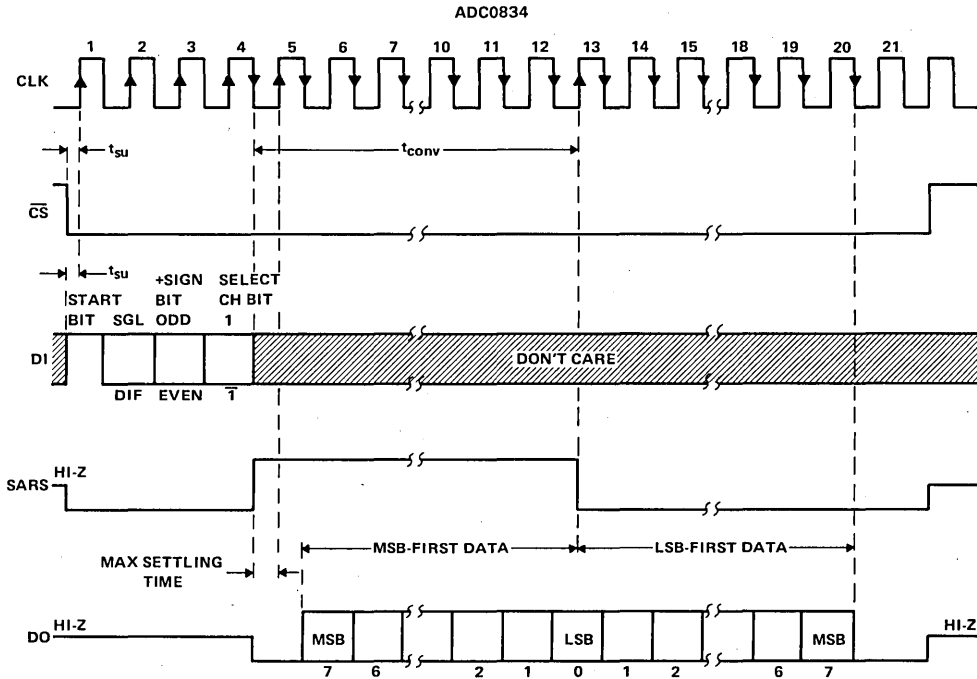 ADC0834
1 2 3 4 5 6 7 10 11 12 13 14 15 18 19 20 21
CLK
tsu
tconv
CS
tsu
START BIT
SGL
+SIGN BIT ODD
SELECT CH BIT 1
DI
DON'T CARE
DIF EVEN 1
HI-Z
SARS
MSB-FIRST DATA
LSB-FIRST DATA
MAX SETTLING
TIME
HI-Z
DO
MSB
LSB
MSB
HI-Z
7 6 2 1 0 1 2 6 7